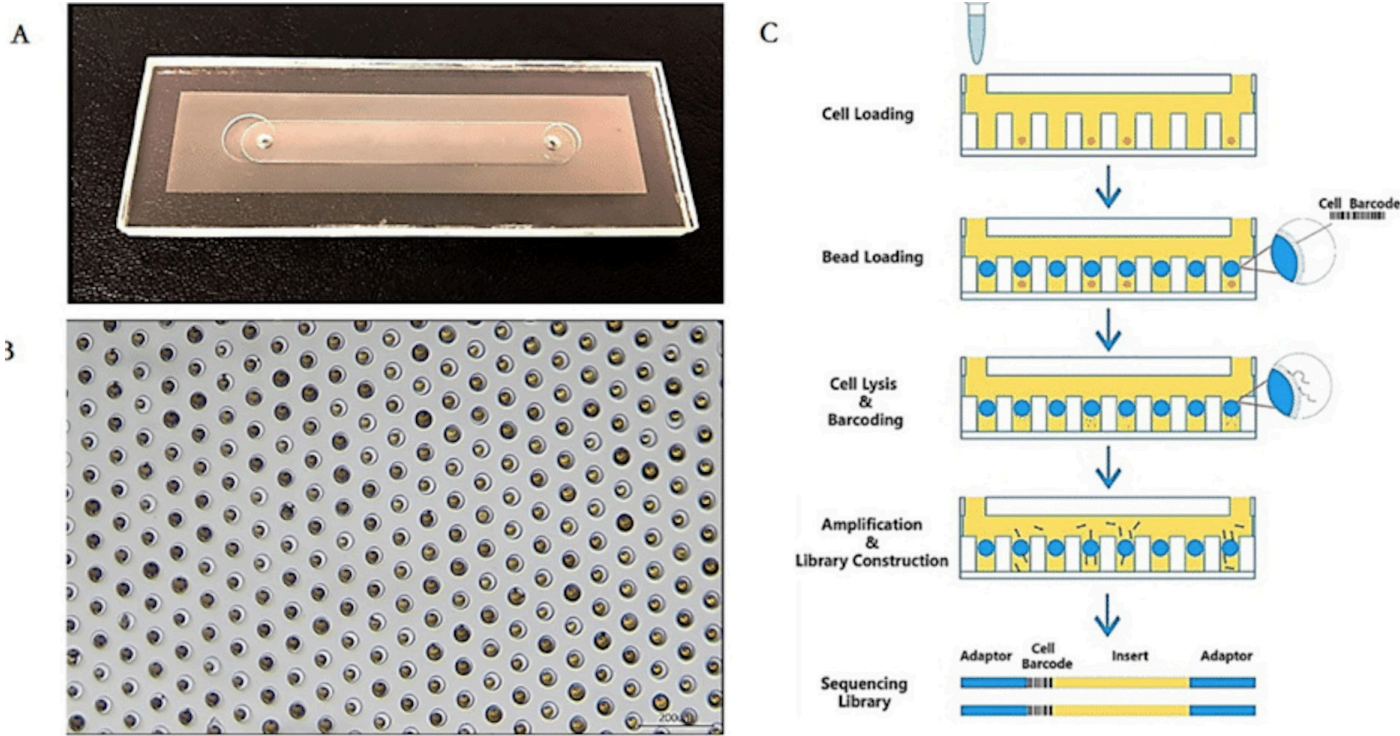 A
B
C
Cell Loading
Bead Loading
Cell Barcode
Cell Lysis
&
Barcoding
Amplification
&
Library Construction
Adaptor
Cell
Barcode
Insert
Adaptor
Sequencing
Library